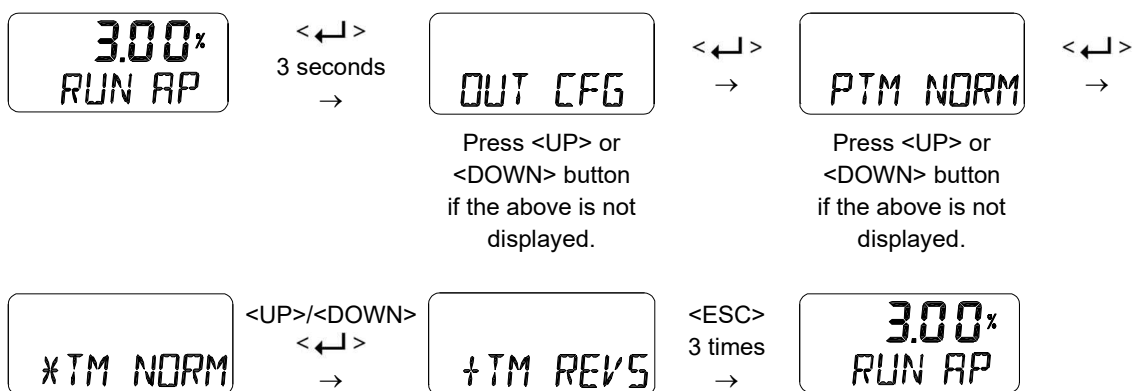 3.00%
RUN AP
<↵>
3 seconds
→
OUT CFG
Press <UP> or
<DOWN> button
if the above is not
displayed.
<↵>
→
PTM NORM
Press <UP> or
<DOWN> button
if the above is not
displayed.
<↵>
→
*TM NORM
<UP>/<DOWN>
<↵>
→
+TM REVS
<ESC>
3 times
→
3.00%
RUN AP